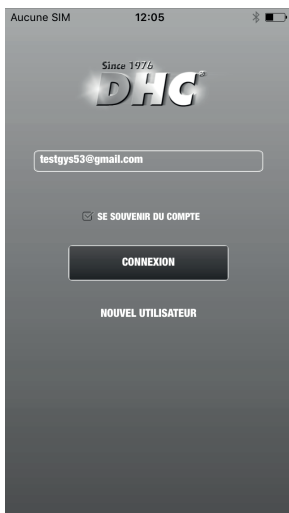 Aucune SIM 12:05
Since 1976
DHC
testgys53@gmail.com
SE SOUVENIR DU COMPTE
CONNEXION
NOUVEL UTILISATEUR